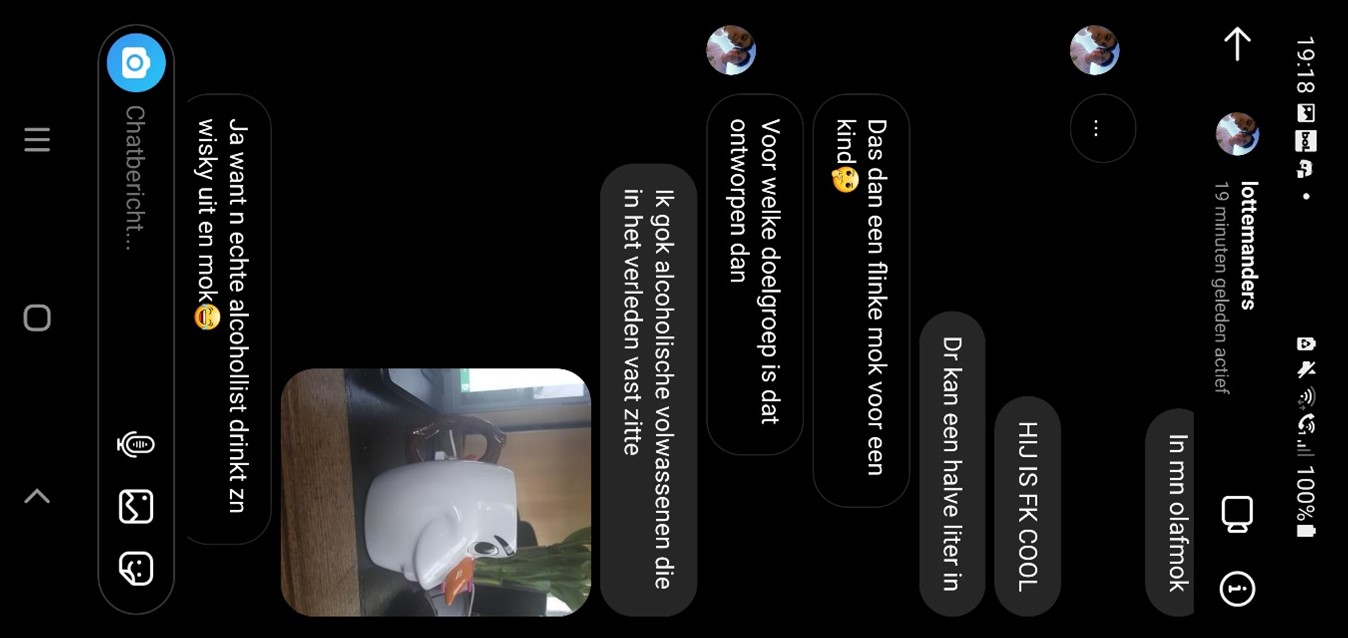 19:18 bol 100%
lottemanders
19 minuten geleden actief
In mn olafmok
...
HIJ IS FK COOL
Dr kan een halve liter in
Das dan een flinke mok voor een
kind🤔
Voor welke doelgroep is dat
ontworpen dan
Ik gok alcoholische volwassenen die
in het verleden vast zitte
Ja want n echte alcohollist drinkt zn
wisky uit en mok😂
Chatbericht...